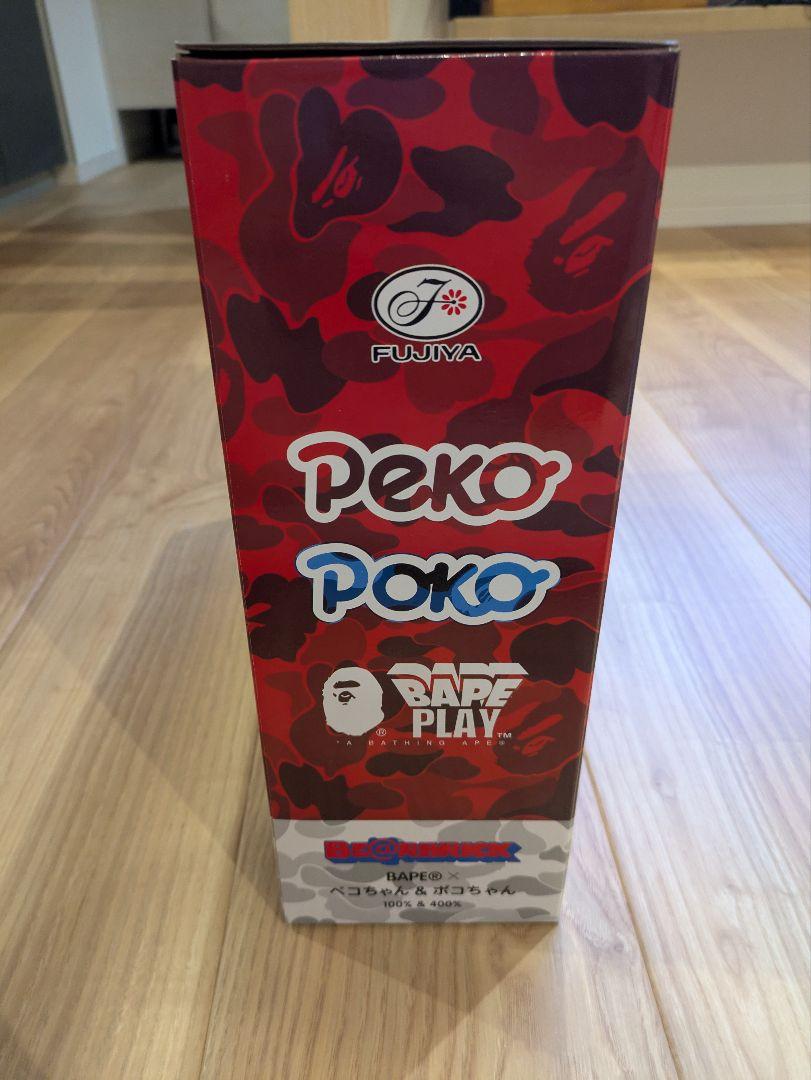 F
FUJIYA
Peko
Poko
BAPE
PLAY™
®
"A BATHING APE®
BE@RBRICK
BAPE® ×
ペコちゃん & ポコちゃん
100% & 400%